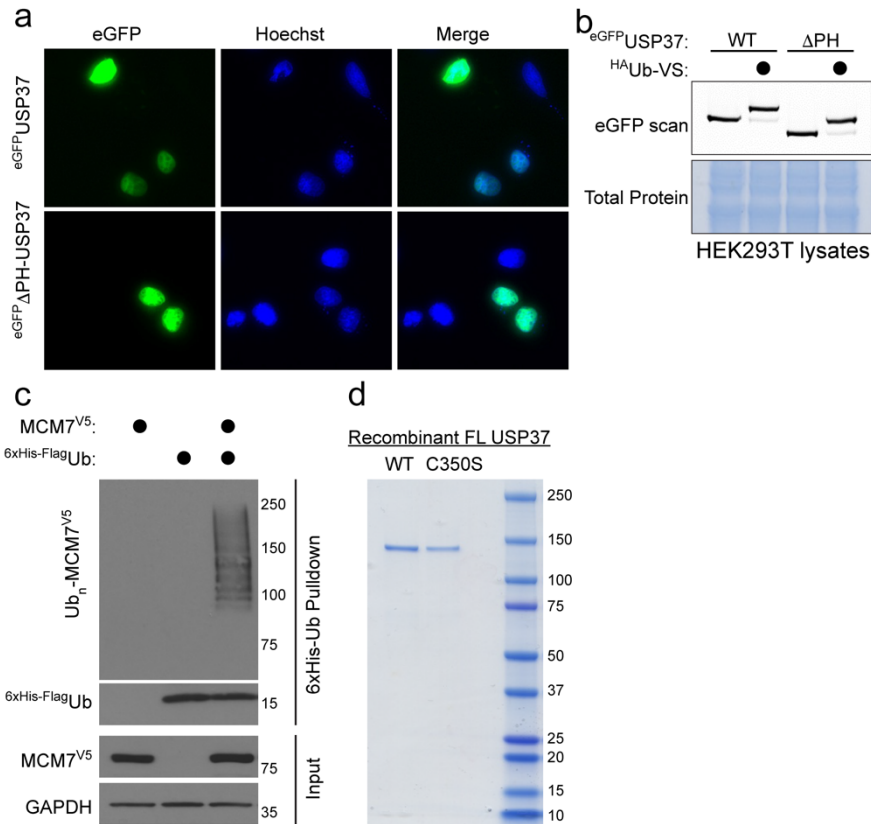 a
eGFP Hoechst Merge
eGFPUSP37
eGFPΔPH-USP37
b
eGFPUSP37: WT ΔPH
HAUb-VS: ● ●
eGFP scan
Total Protein
HEK293T lysates
c
MCM7V5: ● ●
6xHis-FlagUb: ● ●
Ubn-MCM7V5
250
150
100
75
6xHis-FlagUb
15
6xHis-Ub Pulldown
MCM7V5
75
GAPDH
35
Input
d
Recombinant FL USP37
WT C350S
250
150
100
75
50
37
25
20
15
10